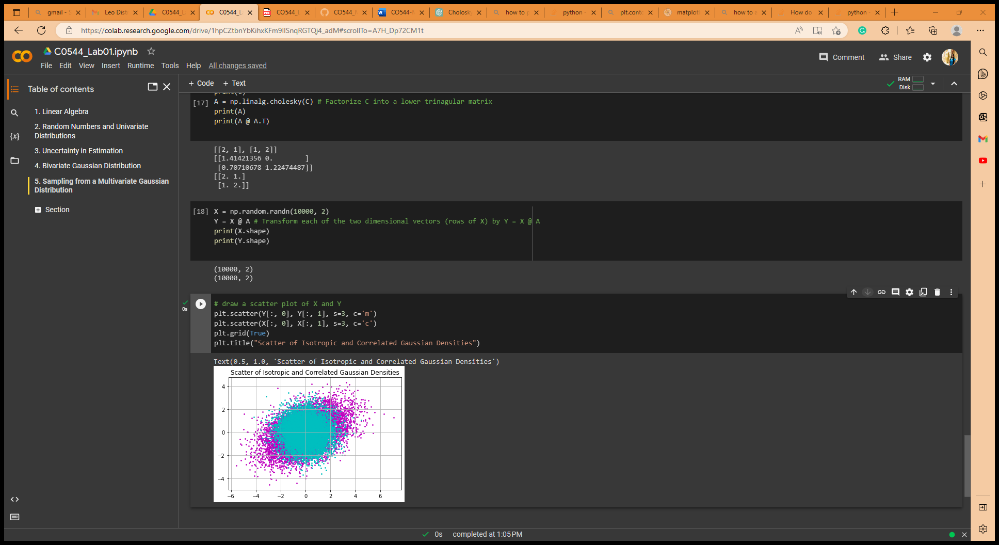 gmail - S
Leo Dist
C0544_L
C0544_L
CO544_L
CO544_M
CO544-M
Cholosk
how to p
python -
plt.conto
matplotl
how to a
How do
python -
https://colab.research.google.com/drive/1hpCZtbnYbKihxKFm9IISnqRGTQj4_adM#scrollTo=A7H_Dp72CM1t
C0544_Lab01.ipynb
Comment
Share
File Edit View Insert Runtime Tools Help All changes saved
Table of contents
+ Code + Text
RAM
Disk
1. Linear Algebra
2. Random Numbers and Univariate
Distributions
3. Uncertainty in Estimation
4. Bivariate Gaussian Distribution
5. Sampling from a Multivariate Gaussian
Distribution
Section
{x}
print(C)
[17] A = np.linalg.cholesky(C) # Factorize C into a lower trinagular matrix
print(A)
print(A @ A.T)
[[2, 1], [1, 2]]
[[1.41421356 0. ]
[0.70710678 1.22474487]]
[[2. 1.]
[1. 2.]]
[18] X = np.random.randn(10000, 2)
Y = X @ A # Transform each of the two dimensional vectors (rows of X) by Y = X @ A
print(X.shape)
print(Y.shape)
(10000, 2)
(10000, 2)
0s
# draw a scatter plot of X and Y
plt.scatter(Y[:, 0], Y[:, 1], s=3, c='m')
plt.scatter(X[:, 0], X[:, 1], s=3, c='c')
plt.grid(True)
plt.title("Scatter of Isotropic and Correlated Gaussian Densities")
Text(0.5, 1.0, 'Scatter of Isotropic and Correlated Gaussian Densities')
Scatter of Isotropic and Correlated Gaussian Densities
4
2
0
−2
−4
−6 −4 −2 0 2 4 6
0s completed at 1:05 PM